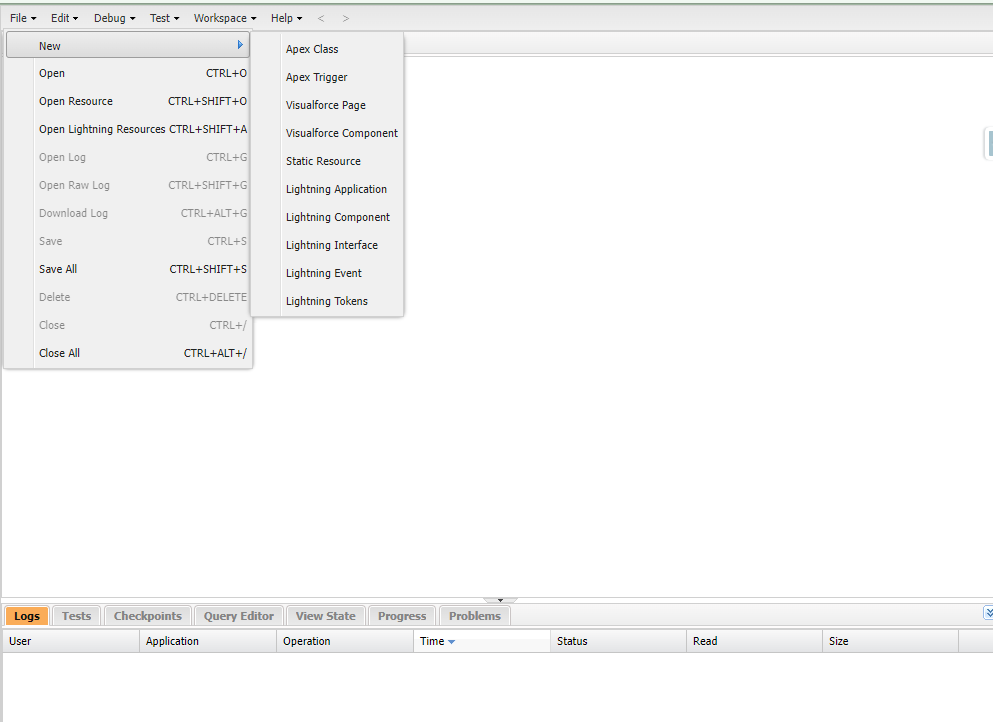 File Edit Debug Test Workspace Help < >
New
Open CTRL+O
Open Resource CTRL+SHIFT+O
Open Lightning Resources CTRL+SHIFT+A
Open Log CTRL+G
Open Raw Log CTRL+SHIFT+G
Download Log CTRL+ALT+G
Save CTRL+S
Save All CTRL+SHIFT+S
Delete CTRL+DELETE
Close CTRL+/
Close All CTRL+ALT+/
Apex Class
Apex Trigger
Visualforce Page
Visualforce Component
Static Resource
Lightning Application
Lightning Component
Lightning Interface
Lightning Event
Lightning Tokens
Logs Tests Checkpoints Query Editor View State Progress Problems
User Application Operation Time Status Read Size